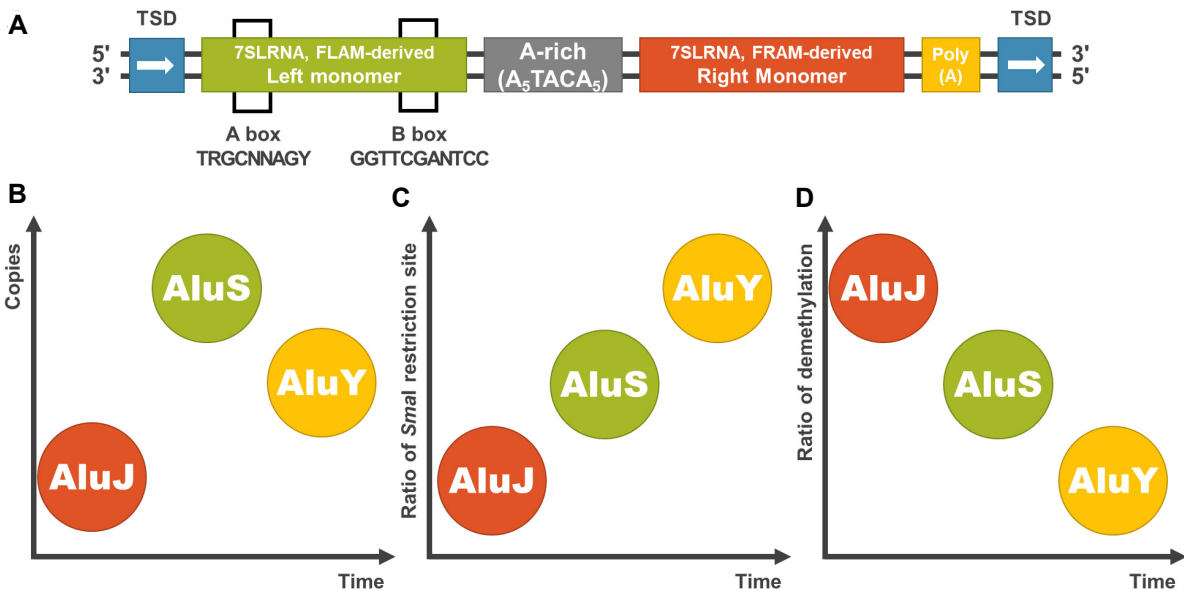 A
TSD
TSD
5'
3'
7SLRNA, FLAM-derived
Left monomer
A-rich
(A₅TACA₅)
7SLRNA, FRAM-derived
Right Monomer
Poly
(A)
3'
5'
A box
TRGCNNAGY
B box
GGTTCGANTCC
B
Copies
AluS
AluY
AluJ
Time
C
Ratio of SmaI restriction site
AluY
AluS
AluJ
Time
D
Ratio of demethylation
AluJ
AluS
AluY
Time